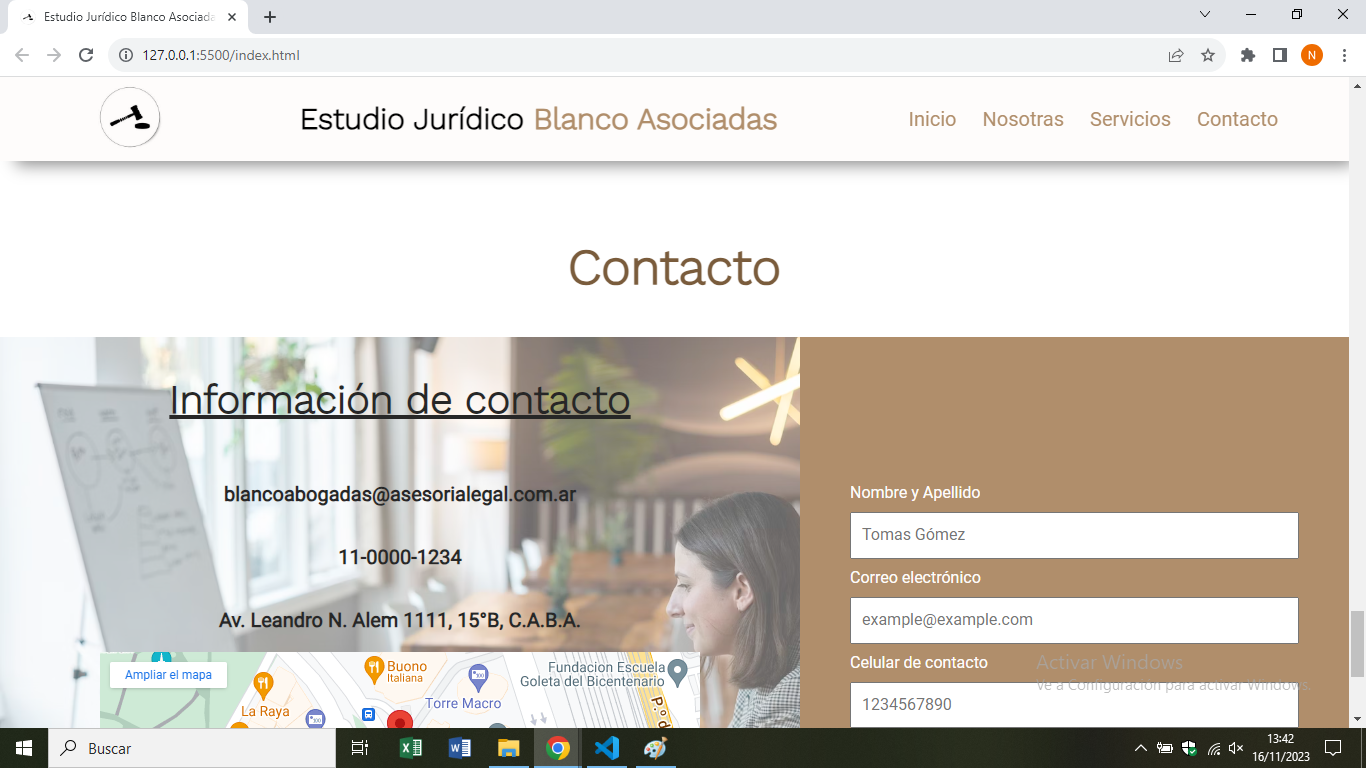 Estudio Jurídico Blanco Asociada
127.0.0.1:5500/index.html
N
Estudio Jurídico Blanco Asociadas
Inicio Nosotras Servicios Contacto
Contacto
Información de contacto
blancoabogadas@asesorialegal.com.ar
11-0000-1234
Av. Leandro N. Alem 1111, 15°B, C.A.B.A.
Ampliar el mapa
Buono
Italiana
La Raya
Torre Macro
Fundacion Escuela
Goleta del Bicentenario
P.º d
Nombre y Apellido
Tomas Gómez
Correo electrónico
example@example.com
Celular de contacto
1234567890
Activar Windows
Ve a Configuración para activar Windows.
Buscar
13:42
16/11/2023